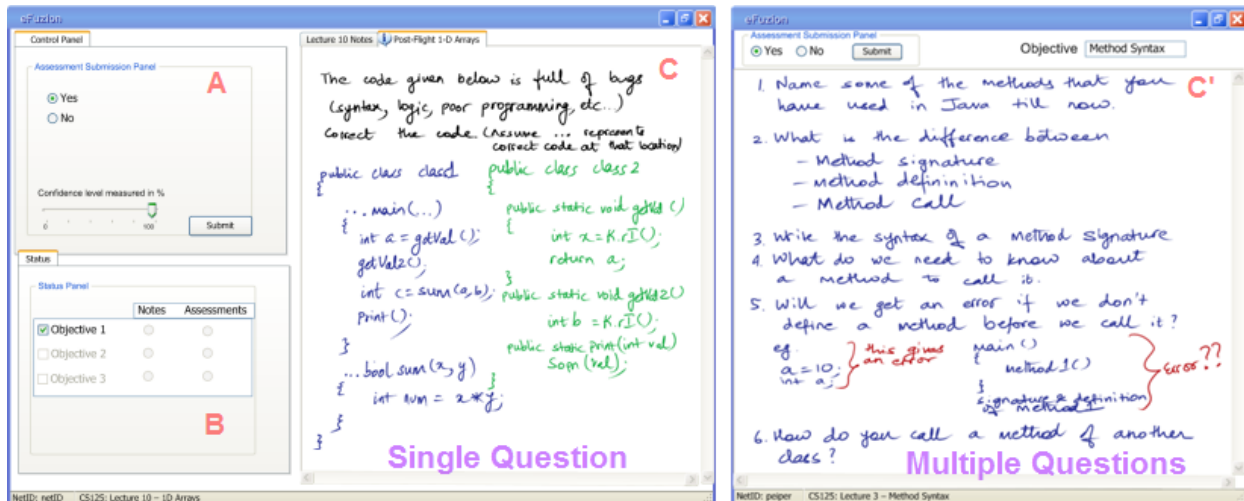 eFuzion
Control Panel
Assessment Submission Panel
A
Yes
No
Confidence level measured in %
0
100
Submit
Status
Status Panel
Notes Assessments
Objective 1
Objective 2
Objective 3
B
NetID: netID CS125: Lecture 10 – 1D Arrays
Lecture 10 Notes Post-Flight 1-D Arrays
C
The code given below is full of bugs
(syntax, logic, poor programming, etc...)
Correct the code (Assume ... represents
correct code at that location)
public class class1
{
...main(...)
{
int a = getVal();
getVal2();
int c = sum(a,b);
Print();
}
...bool sum(x, y)
{
int num = x * y;
}
}
public class class2
{
public static void getVal()
{
int x = K.rI();
return a;
}
public static void getVal2()
int b = K.rI();
public static print(int val)
Sopn(val);
}
Single Question
eFuzion
Assessment Submission Panel
Yes No Submit
Objective Method Syntax
C'
1. Name some of the methods that you
have used in Java till now.
2. What is the difference between
- Method signature
- Method defininition
- Method call
3. Write the syntax of a method signature
4. What do we need to know about
a method to call it.
5. Will we get an error if we don't
define a method before we call it?
eg.
a = 10;
int a;
this gives
an error
main()
{
method1()
}
signature & definition
of method 1
Error??
6. How do you call a method of another
class?
Multiple Questions
NetID: peiper CS125: Lecture 3 – Method Syntax